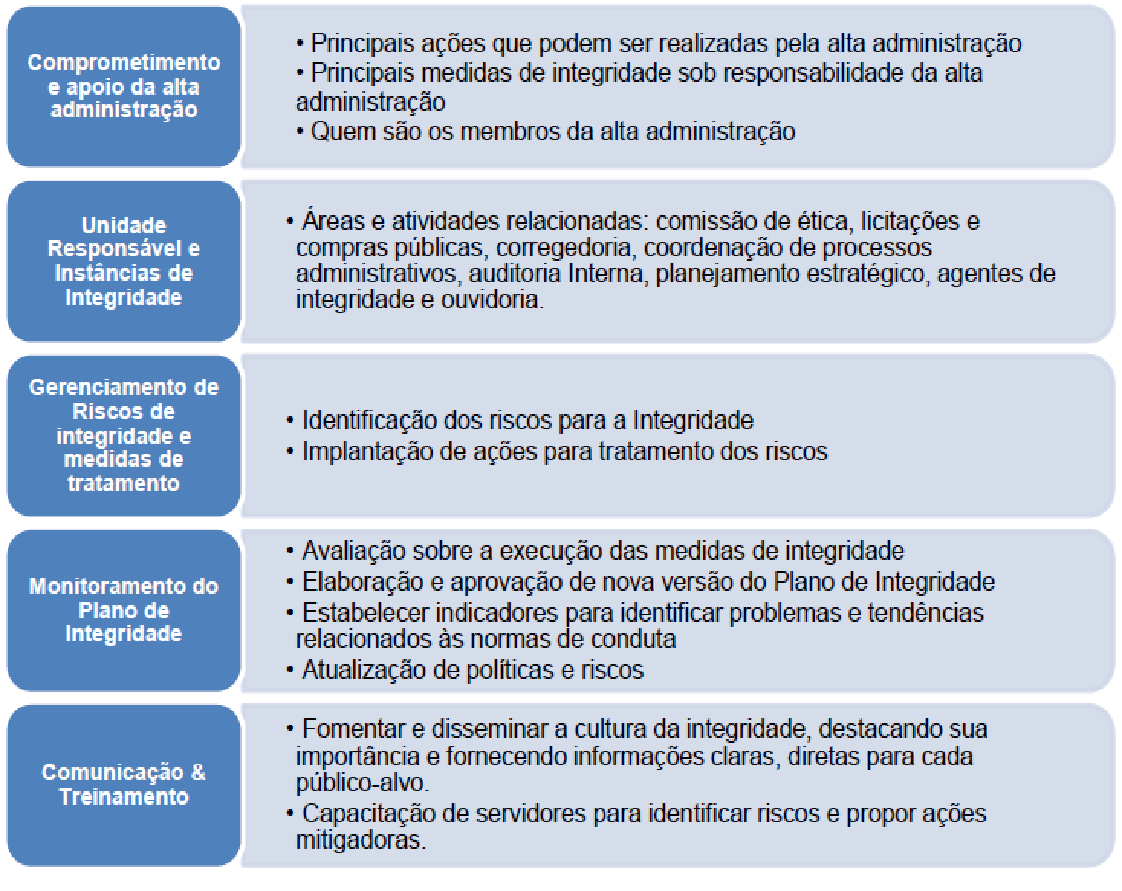 Comprometimento
e apoio da alta
administração
• Principais ações que podem ser realizadas pela alta administração
• Principais medidas de integridade sob responsabilidade da alta
administração
• Quem são os membros da alta administração
Unidade
Responsável e
Instâncias de
Integridade
• Áreas e atividades relacionadas: comissão de ética, licitações e
compras públicas, corregedoria, coordenação de processos
administrativos, auditoria Interna, planejamento estratégico, agentes de
integridade e ouvidoria.
Gerenciamento de
Riscos de
integridade e
medidas de
tratamento
• Identificação dos riscos para a Integridade
• Implantação de ações para tratamento dos riscos
Monitoramento do
Plano de
Integridade
• Avaliação sobre a execução das medidas de integridade
• Elaboração e aprovação de nova versão do Plano de Integridade
• Estabelecer indicadores para identificar problemas e tendências
relacionados às normas de conduta
• Atualização de políticas e riscos
Comunicação &
Treinamento
• Fomentar e disseminar a cultura da integridade, destacando sua
importância e fornecendo informações claras, diretas para cada
público-alvo.
• Capacitação de servidores para identificar riscos e propor ações
mitigadoras.